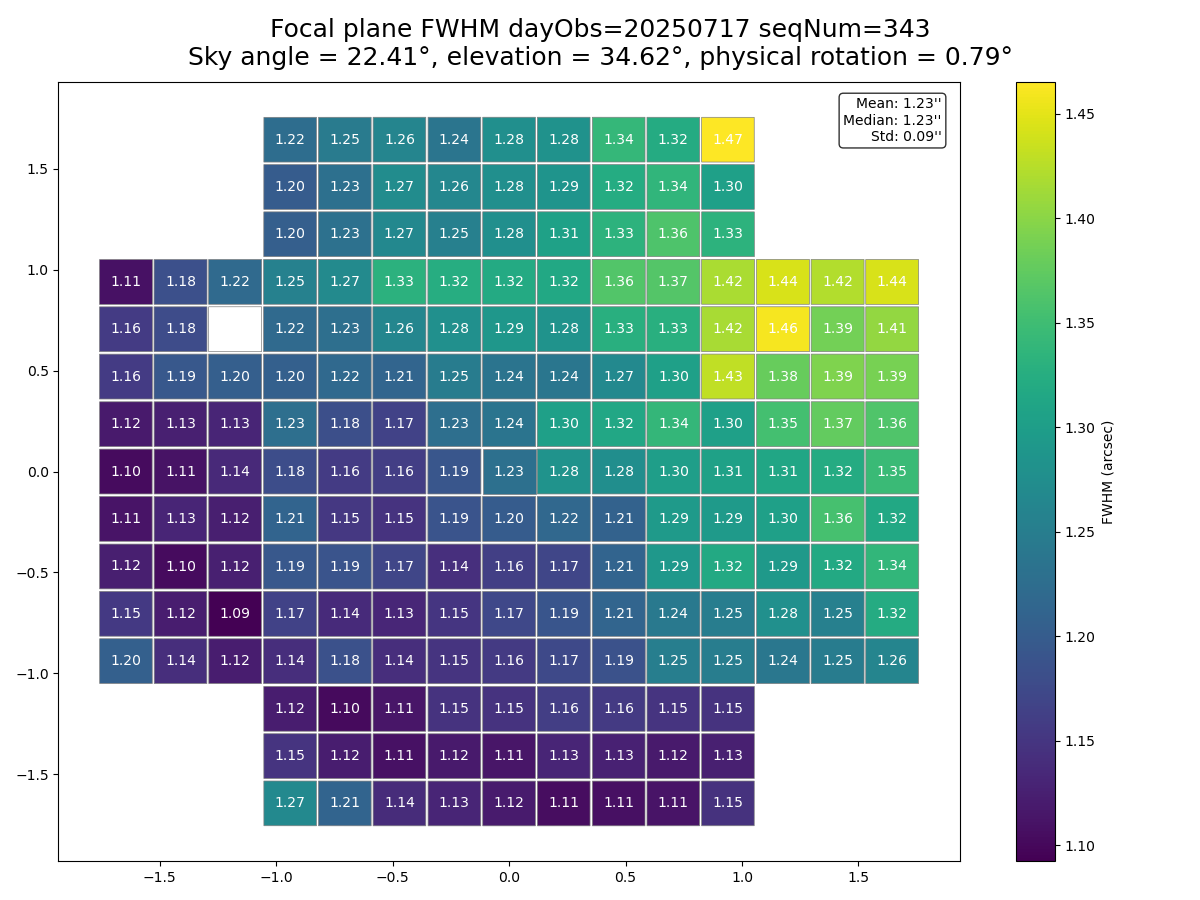 Focal plane FWHM dayObs=20250717 seqNum=343
Sky angle = 22.41°, elevation = 34.62°, physical rotation = 0.79°
Mean: 1.23''
Median: 1.23''
Std: 0.09''
1.22 1.25 1.26 1.24 1.28 1.28 1.34 1.32 1.47
1.20 1.23 1.27 1.26 1.28 1.29 1.32 1.34 1.30
1.20 1.23 1.27 1.25 1.28 1.31 1.33 1.36 1.33
1.11 1.18 1.22 1.25 1.27 1.33 1.32 1.32 1.32 1.36 1.37 1.42 1.44 1.42 1.44
1.16 1.18 1.22 1.23 1.26 1.28 1.29 1.28 1.33 1.33 1.42 1.46 1.39 1.41
1.16 1.19 1.20 1.20 1.22 1.21 1.25 1.24 1.24 1.27 1.30 1.43 1.38 1.39 1.39
1.12 1.13 1.13 1.23 1.18 1.17 1.23 1.24 1.30 1.32 1.34 1.30 1.35 1.37 1.36
1.10 1.11 1.14 1.18 1.16 1.16 1.19 1.23 1.28 1.28 1.30 1.31 1.31 1.32 1.35
1.11 1.13 1.12 1.21 1.15 1.15 1.19 1.20 1.22 1.21 1.29 1.29 1.30 1.36 1.32
1.12 1.10 1.12 1.19 1.19 1.17 1.14 1.16 1.17 1.21 1.29 1.32 1.29 1.32 1.34
1.15 1.12 1.09 1.17 1.14 1.13 1.15 1.17 1.19 1.21 1.24 1.25 1.28 1.25 1.32
1.20 1.14 1.12 1.14 1.18 1.14 1.15 1.16 1.17 1.19 1.25 1.25 1.24 1.25 1.26
1.12 1.10 1.11 1.15 1.15 1.16 1.16 1.15 1.15
1.15 1.12 1.11 1.12 1.11 1.13 1.13 1.12 1.13
1.27 1.21 1.14 1.13 1.12 1.11 1.11 1.11 1.15
1.5
1.0
0.5
0.0
−0.5
−1.0
−1.5
−1.5 −1.0 −0.5 0.0 0.5 1.0 1.5
1.45
1.40
1.35
1.30
1.25
1.20
1.15
1.10
FWHM (arcsec)